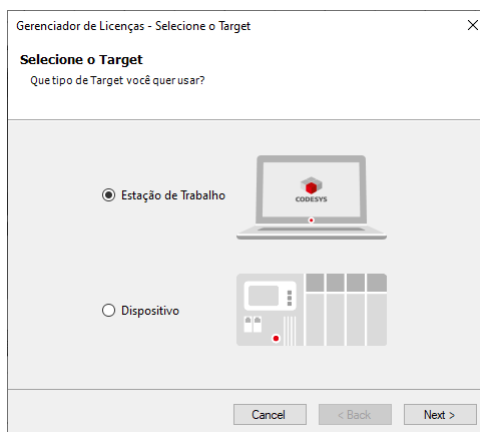 Gerenciador de Licenças - Selecione o Target
Selecione o Target
Que tipo de Target você quer usar?
Estação de Trabalho
CODESYS
Dispositivo
Cancel
< Back
Next >